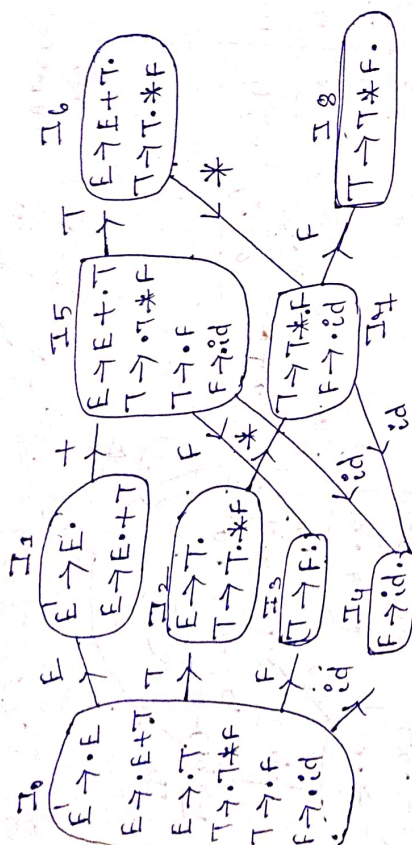 I₀
E' → .E
E → .E+T
E → .T
T → .T*F
T → .F
F → .id
E
T
F
id
I₁
E' → E.
E → E.+T
I₂
E → T.
T → T.*F
I₃
T → F.
I₄
F → id.
+
F
*
id
id
I₅
E → E+.T
T → .T*F
T → .F
F → .id
I₇
T → T*.F
F → .id
T
*
F
I₆
E → E+T.
T → T.*F
I₈
T → T*F.